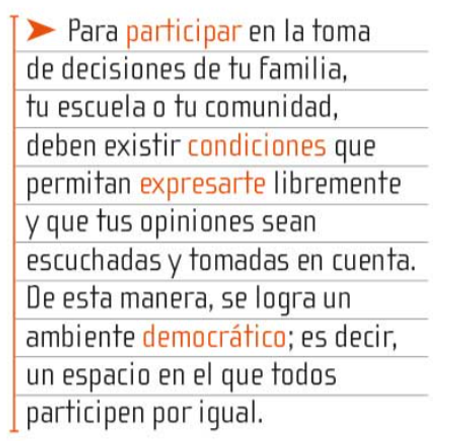 Para participar en la toma
de decisiones de tu familia,
tu escuela o tu comunidad,
deben existir condiciones que
permitan expresarte libremente
y que tus opiniones sean
escuchadas y tomadas en cuenta.
De esta manera, se logra un
ambiente democrático; es decir,
un espacio en el que todos
participen por igual.